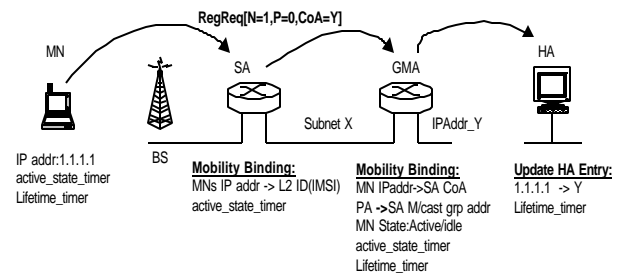 RegReq[N=1,P=0,CoA=Y]
MN
SA
GMA
HA
Subnet X
IPAddr_Y
BS
IP addr:1.1.1.1
active_state_timer
Lifetime_timer
Mobility Binding:
MNs IP addr -> L2 ID(IMSI)
active_state_timer
Mobility Binding:
MN IPaddr->SA CoA
PA ->SA M/cast grp addr
MN State:Active/idle
active_state_timer
Lifetime_timer
Update HA Entry:
1.1.1.1 -> Y
Lifetime_timer